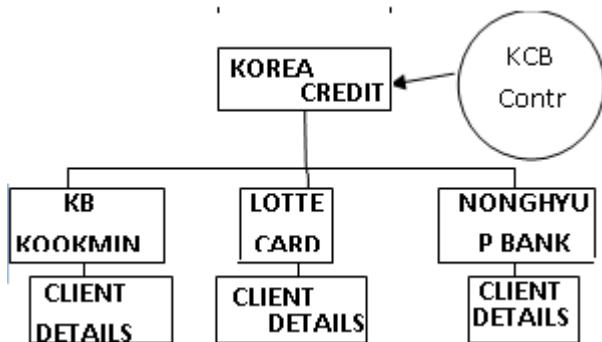 KOREA
CREDIT
KCB
Contr
KB
KOOKMIN
LOTTE
CARD
NONGHYU
P BANK
CLIENT
DETAILS
CLIENT
DETAILS
CLIENT
DETAILS